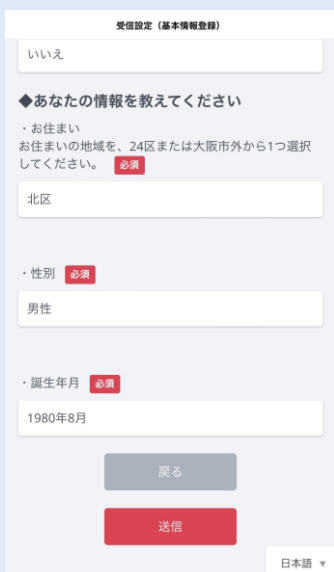 受信設定（基本情報登録）
いいえ
◆あなたの情報を教えてください
・お住まい
お住まいの地域を、24区または大阪市外から1つ選択
してください。 必須
北区
・性別 必須
男性
・誕生年月 必須
1980年8月
戻る
送信
日本語 ▼